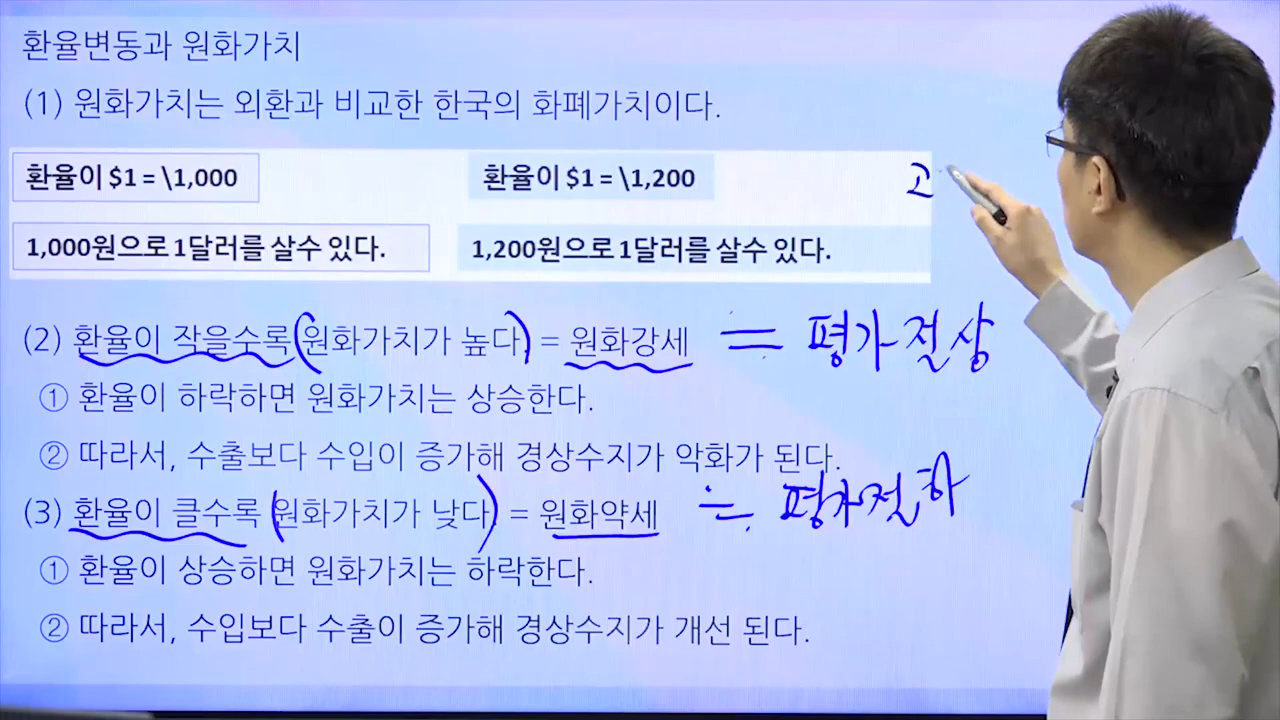 환율변동과 원화가치
(1) 원화가치는 외환과 비교한 한국의 화폐가치이다.
환율이 $1 = \1,000 환율이 $1 = \1,200 고
1,000원으로 1달러를 살수 있다. 1,200원으로 1달러를 살수 있다.
(2) 환율이 작을수록(원화가치가 높다) = 원화강세 = 평가절상
① 환율이 하락하면 원화가치는 상승한다.
② 따라서, 수출보다 수입이 증가해 경상수지가 악화가 된다.
(3) 환율이 클수록 (원화가치가 낮다) = 원화약세 = 평가절하
① 환율이 상승하면 원화가치는 하락한다.
② 따라서, 수입보다 수출이 증가해 경상수지가 개선 된다.